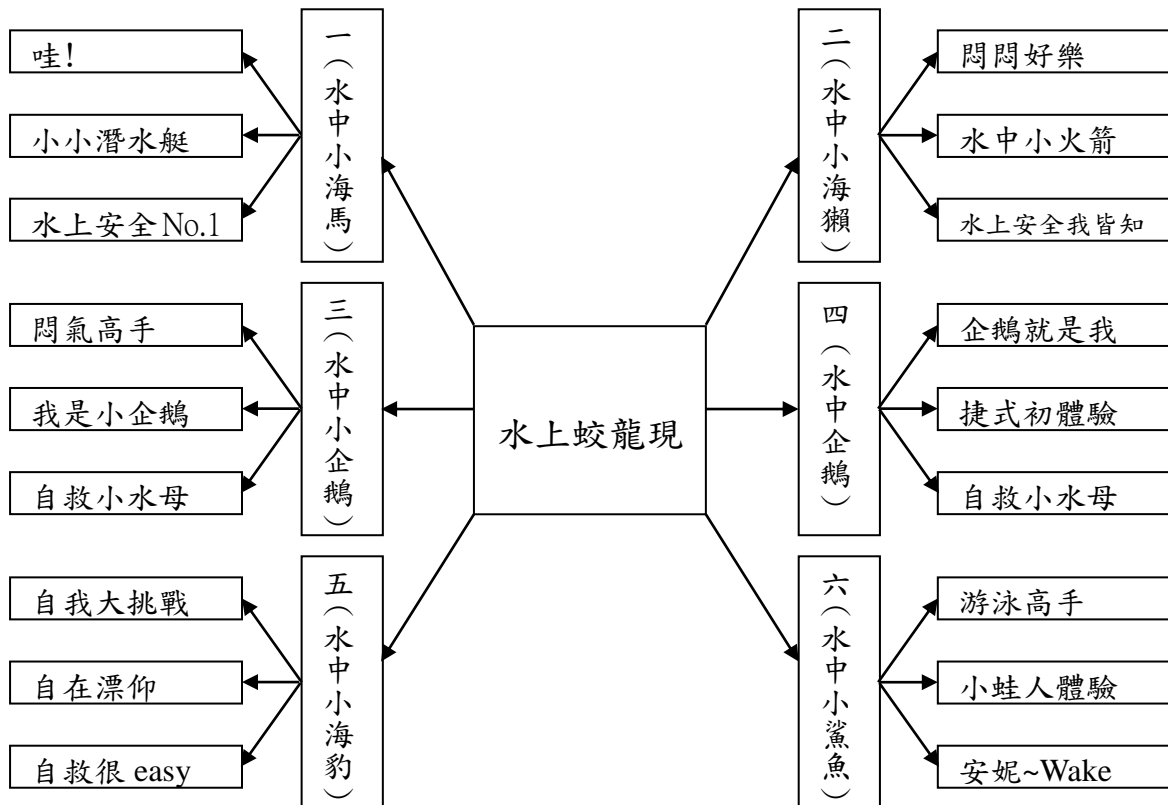 哇!
小小潛水艇
水上安全No.1
一(水中小海馬)
二(水中小海獺)
悶悶好樂
水中小火箭
水上安全我皆知
悶氣高手
我是小企鵝
自救小水母
三(水中小企鵝)
水上蛟龍現
四(水中企鵝)
企鵝就是我
捷式初體驗
自救小水母
自我大挑戰
自在漂仰
自救很 easy
五(水中小海豹)
六(水中小鯊魚)
游泳高手
小蛙人體驗
安妮~Wake